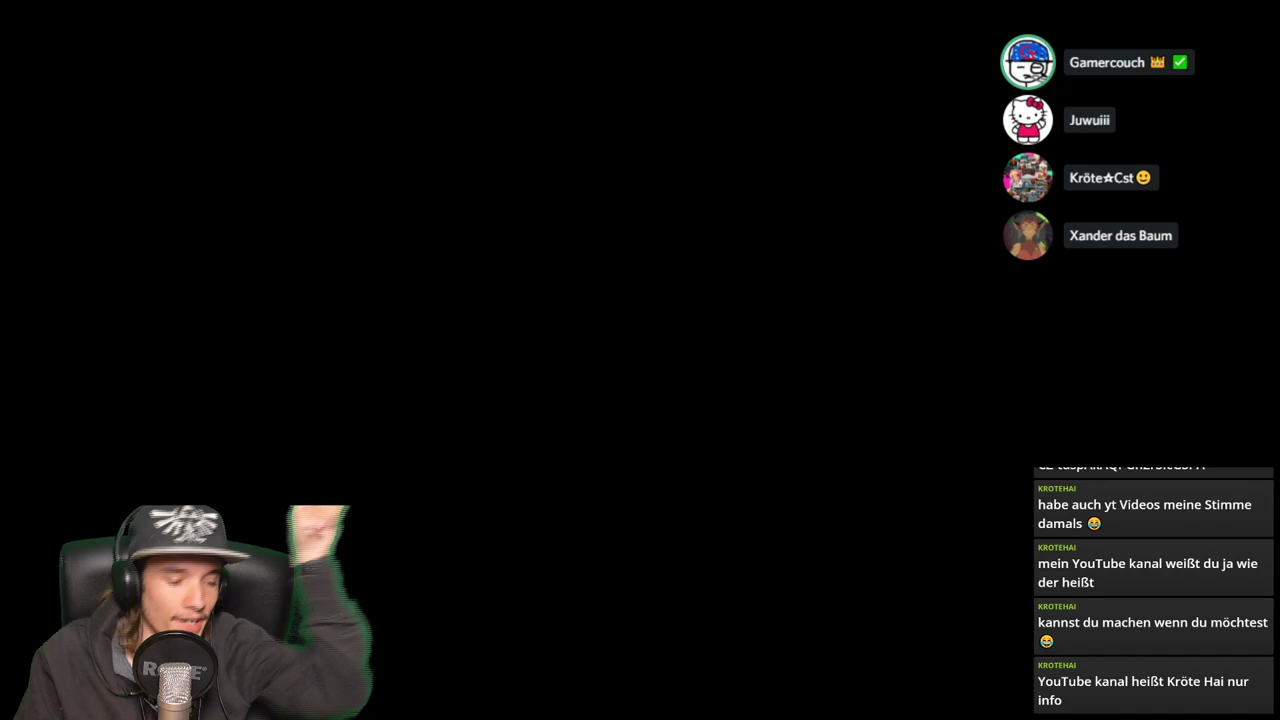 Gamercouch 👑 ✅
Juwuiii
Kröte☆Cst😀
Xander das Baum
KROTEHAI
habe auch yt Videos meine Stimme
damals 😂
KROTEHAI
mein YouTube kanal weißt du ja wie
der heißt
KROTEHAI
kannst du machen wenn du möchtest
😂
KROTEHAI
YouTube kanal heißt Kröte Hai nur
info